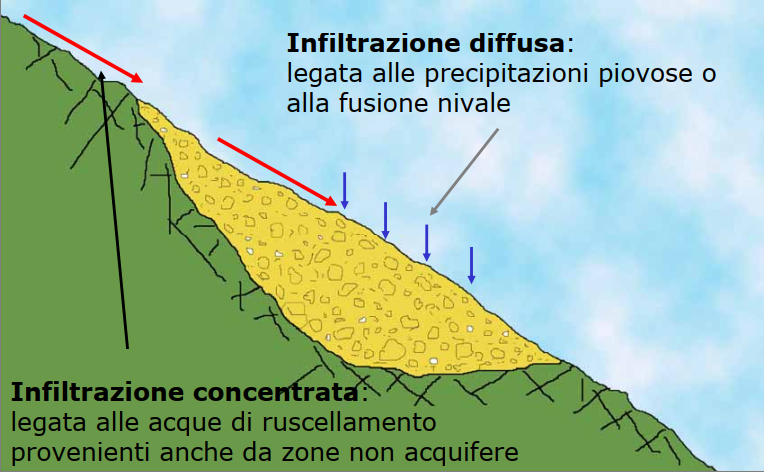 Infiltrazione diffusa:
legata alle precipitazioni piovose o
alla fusione nivale
Infiltrazione concentrata:
legata alle acque di ruscellamento
provenienti anche da zone non acquifere